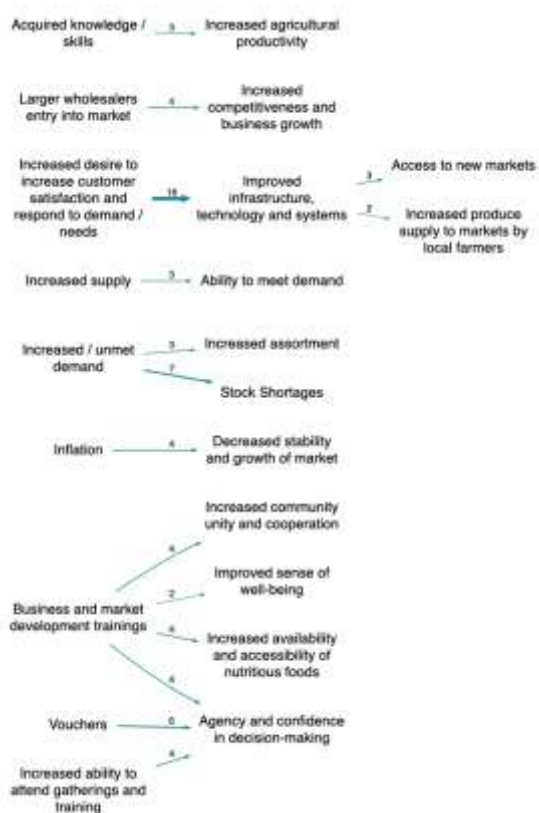 Acquired knowledge /
skills
3
Increased agricultural
productivity
Larger wholesalers
entry into market
4
Increased
competitiveness and
business growth
Increased desire to
increase customer
satisfaction and
respond to demand /
needs
Improved
infrastructure,
technology and systems
3
Access to new markets
2
Increased produce
supply to markets by
local farmers
Increased supply
3
Ability to meet demand
Increased / unmet
demand
3
Increased assortment
7
Stock Shortages
Inflation
4
Decreased stability
and growth of market
Increased community
unity and cooperation
4
Improved sense of
well-being
2
Business and market
development trainings
Increased availability
and accessibility of
nutritious foods
4
Vouchers
6
Agency and confidence
in decision-making
4
Increased ability to
attend gatherings and
training